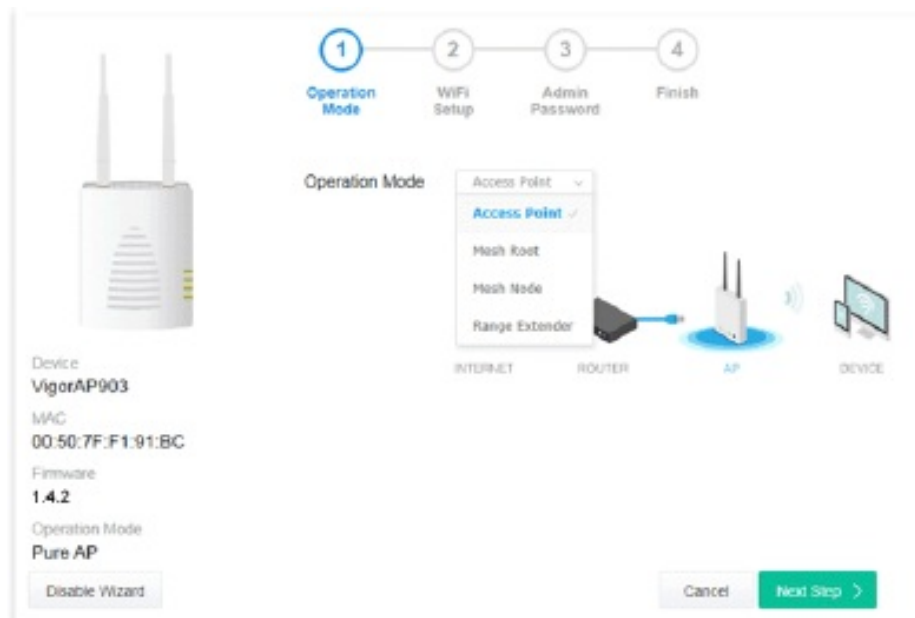 1
2
3
4
Operation Mode
WiFi Setup
Admin Password
Finish
Operation Mode
Access Point
Access Point
Mesh Root
Mesh Node
Range Extender
INTERNET
ROUTER
AP
DEVICE
Device
VigorAP903
MAC
00:50:7F:F1:91:BC
Firmware
1.4.2
Operation Mode
Pure AP
Disable Wizard
Cancel
Next Step